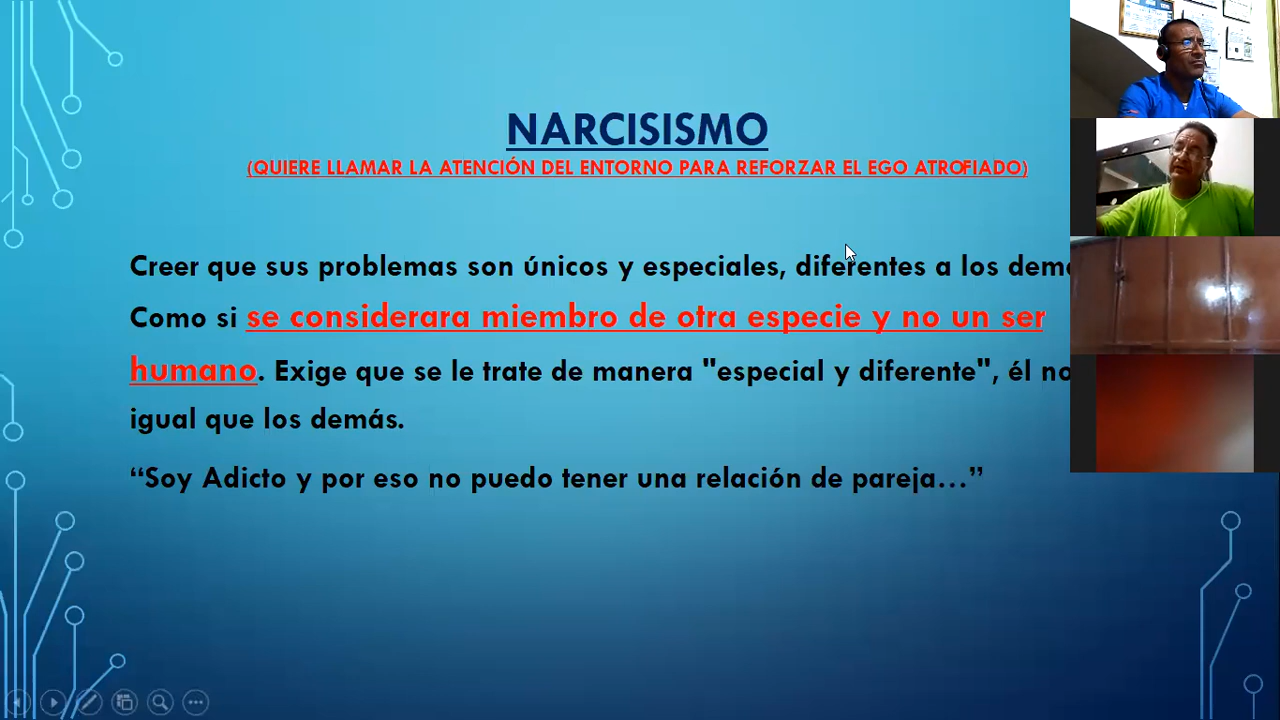 NARCISISMO
(QUIERE LLAMAR LA ATENCIÓN DEL ENTORNO PARA REFORZAR EL EGO ATROFIADO)
Creer que sus problemas son únicos y especiales, diferentes a los
Como si se considerara miembro de otra especie y no un ser
humano. Exige que se le trate de manera "especial y diferente", él no
igual que los demás.
“Soy Adicto y por eso no puedo tener una relación de pareja...”